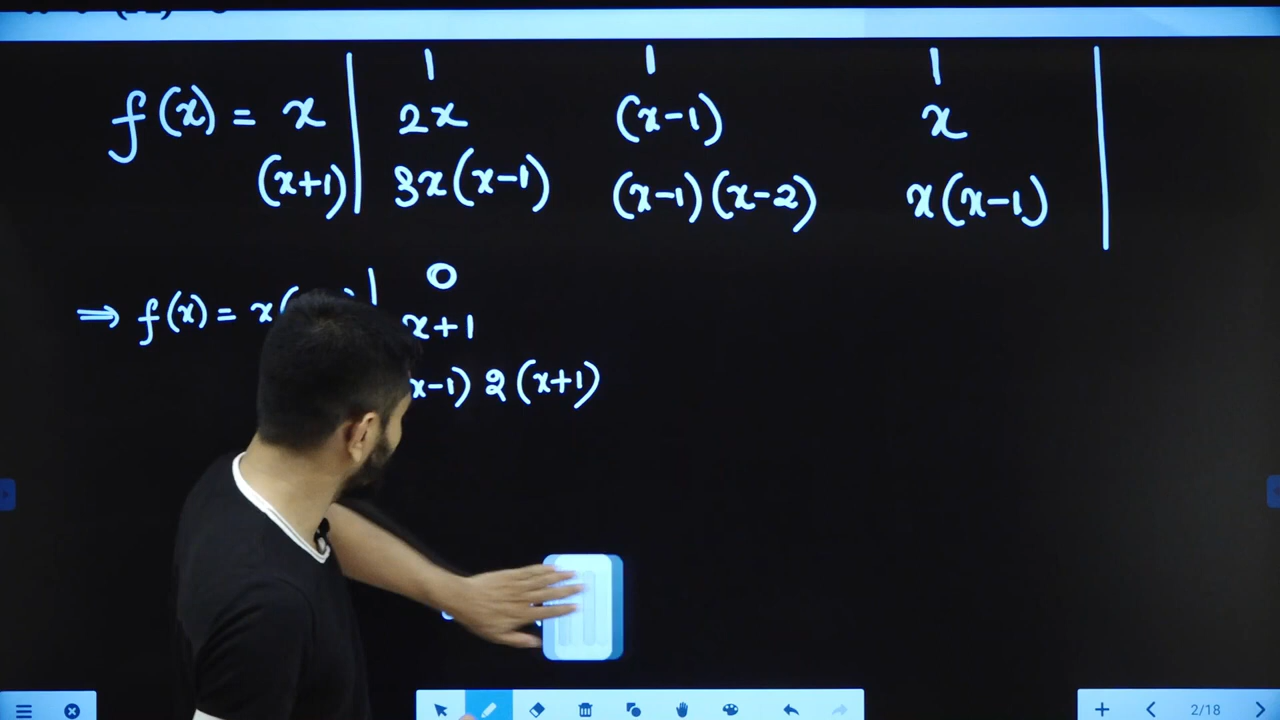 1 1 1
f(x) = x 2x (x-1) x
(x+1) 3x(x-1) (x-1)(x-2) x(x-1)
0
⇒ f(x) = x( x+1
x-1) 2(x+1)
2/18